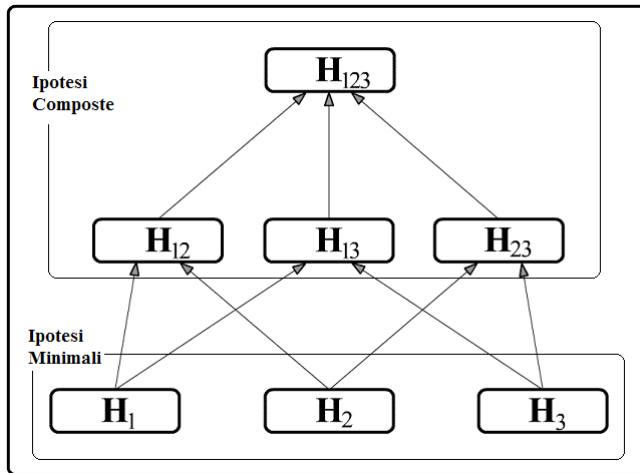 H₁₂₃
Ipotesi
Composte
H₁₂ H₁₃ H₂₃
Ipotesi
Minimali
H₁ H₂ H₃